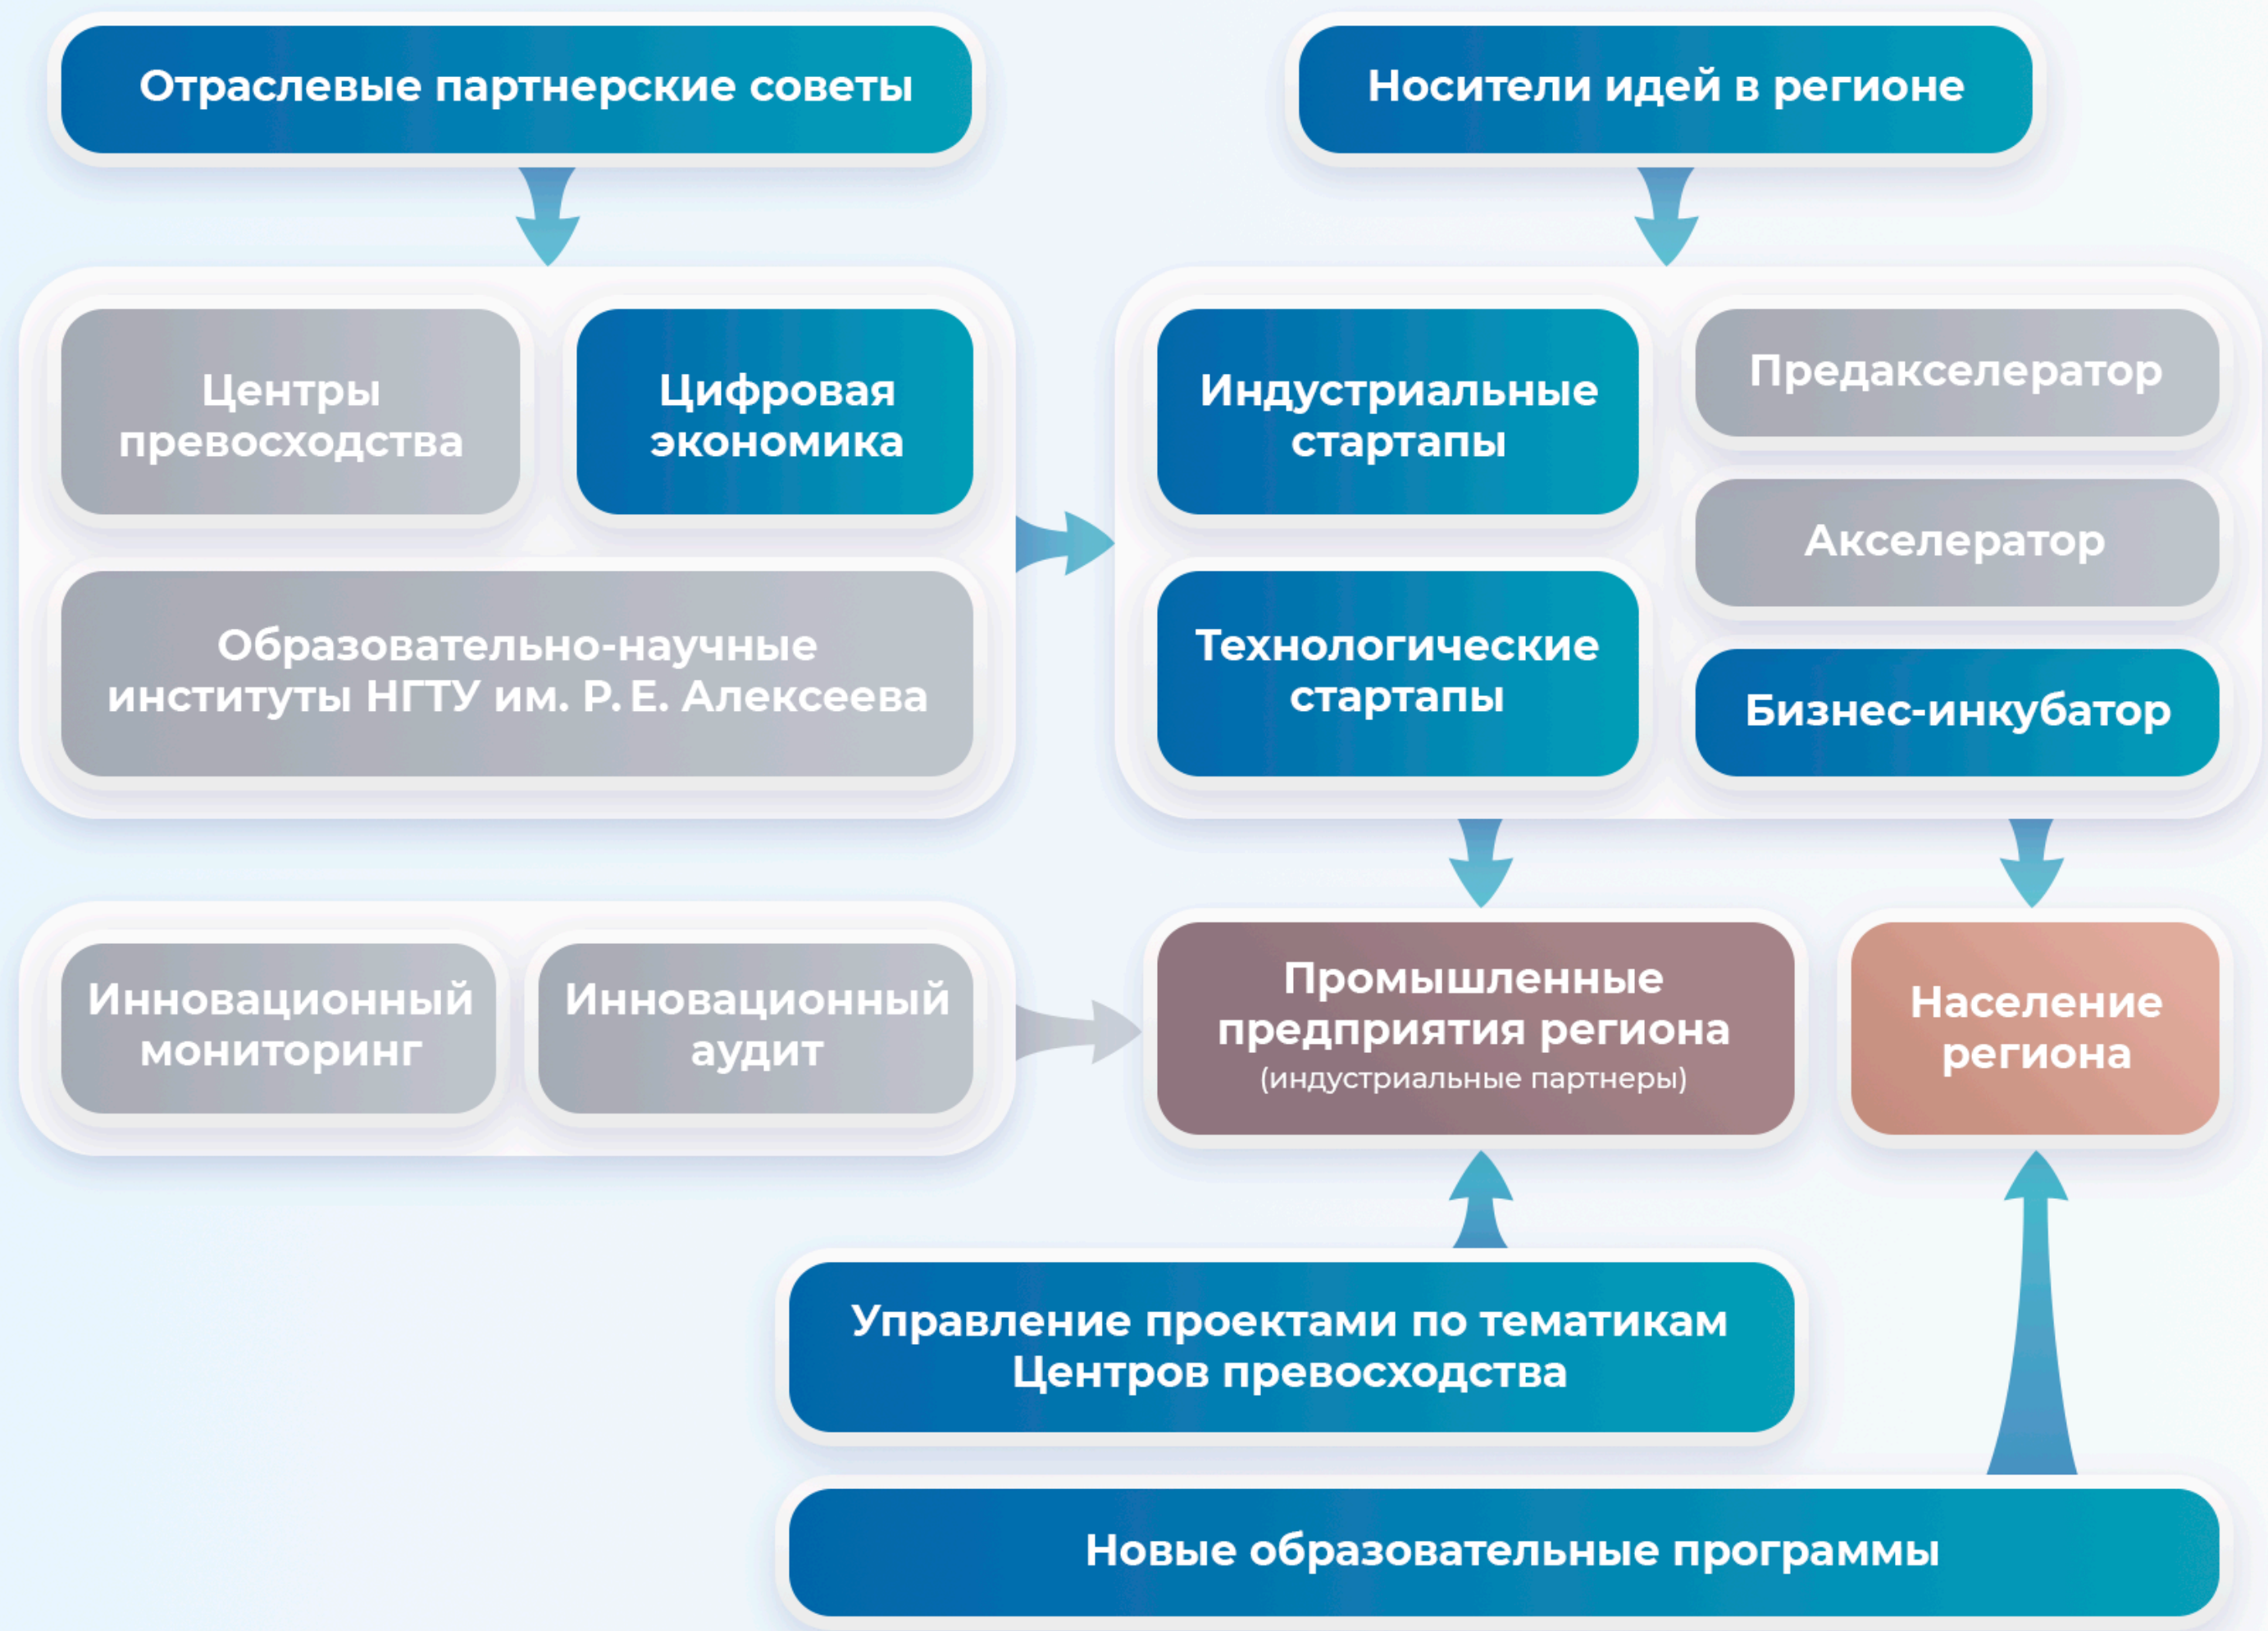 Отраслевые партнерские советы
Носители идей в регионе
Центры
превосходства
Цифровая
экономика
Образовательно-научные
институты НГТУ им. Р. Е. Алексеева
Индустриальные
стартапы
Технологические
стартапы
Предакселератор
Акселератор
Бизнес-инкубатор
Инновационный
мониторинг
Инновационный
аудит
Промышленные
предприятия региона
(индустриальные партнеры)
Население
региона
Управление проектами по тематикам
Центров превосходства
Новые образовательные программы